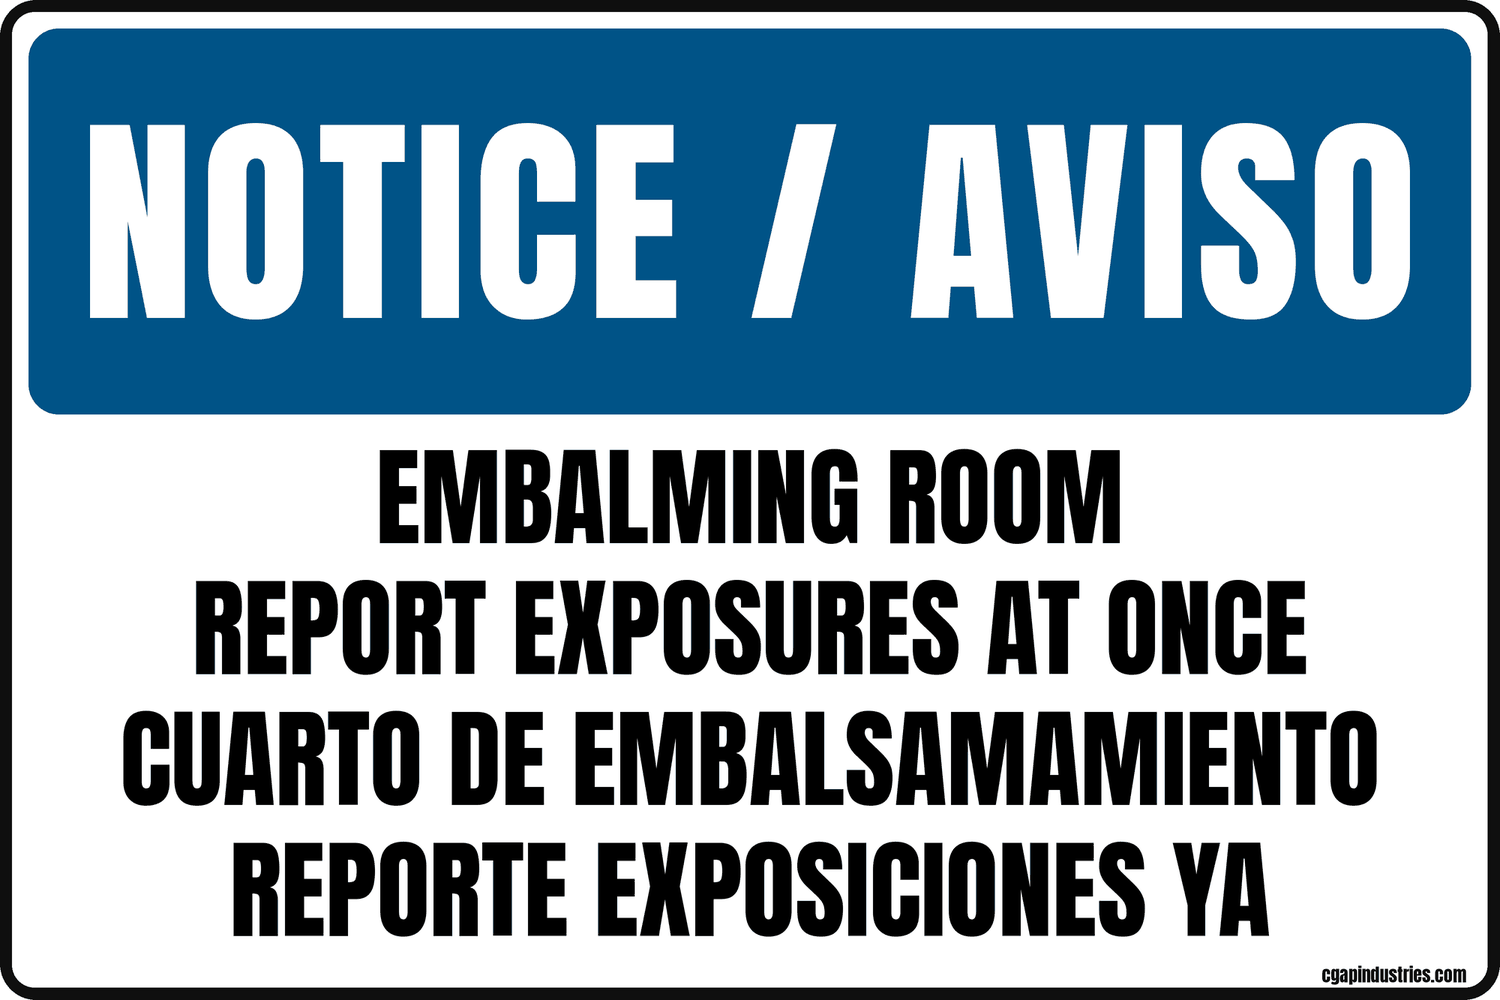 NOTICE / AVISO
EMBALMING ROOM
REPORT EXPOSURES AT ONCE
CUARTO DE EMBALSAMAMIENTO
REPORTE EXPOSICIONES YA
cgapindustries.com